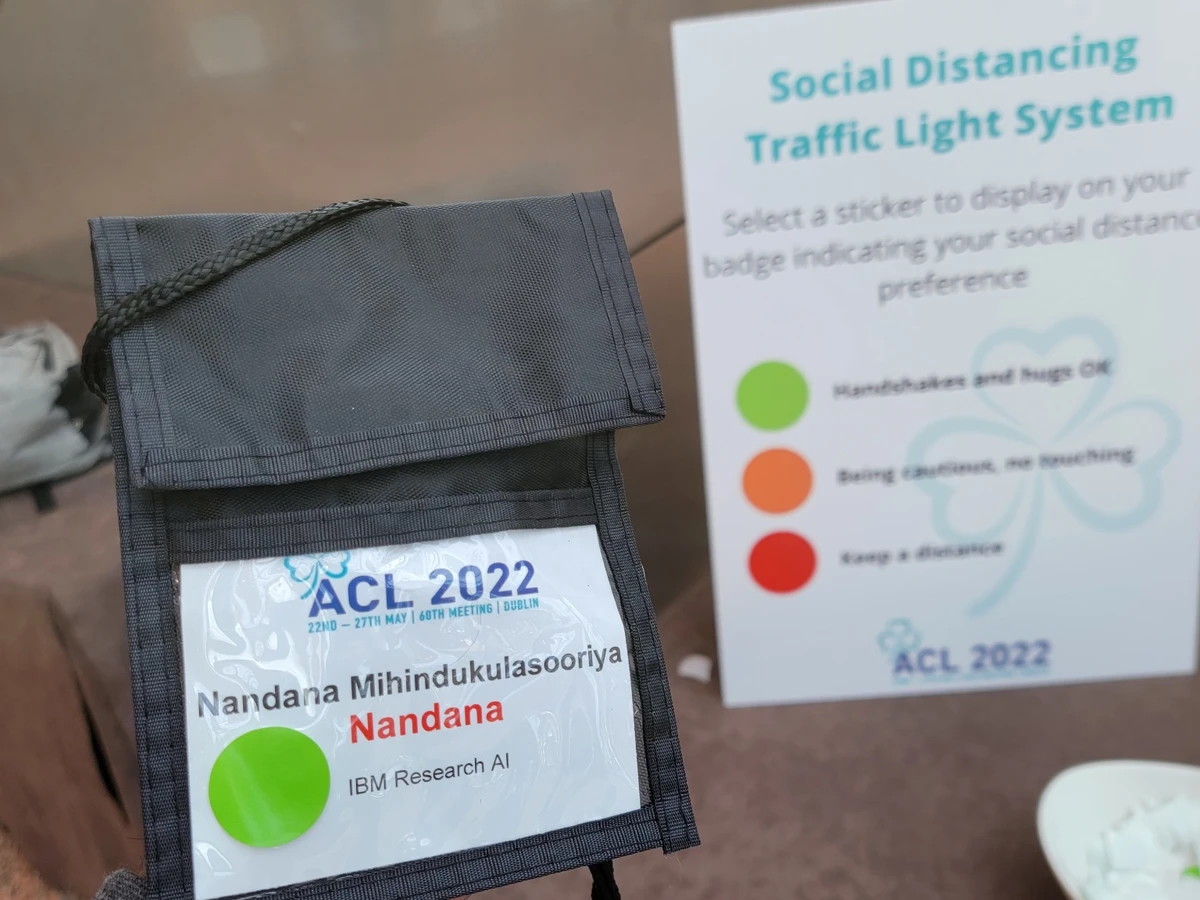 ACL 2022
22ND — 27TH MAY | 60TH MEETING | DUBLIN
Nandana Mihindukulasooriya
Nandana
IBM Research AI
Social Distancing
Traffic Light System
Select a sticker to display on your
badge indicating your social distance
preference
Handshakes and hugs OK
Being cautious, no touching
Keep a distance
ACL 2022